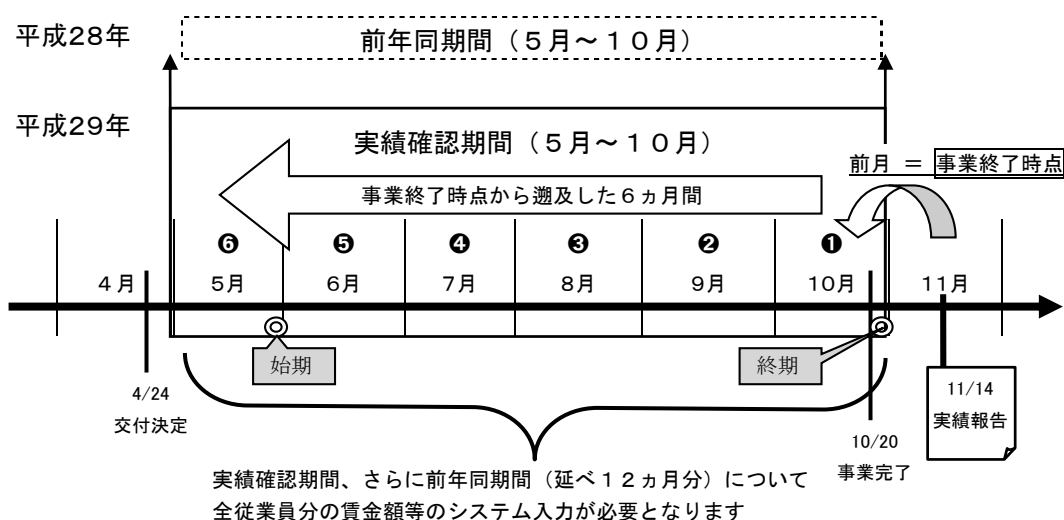 平成28年
前年同期間（５月～１０月）
平成29年
実績確認期間（５月～１０月）
前月 ＝ 事業終了時点
事業終了時点から遡及した６ヵ月間
❻ ❺ ❹ ❸ ❷ ❶
４月 ５月 ６月 ７月 ８月 ９月 10月 11月
始期
終期
4/24
交付決定
11/14
実績報告
10/20
事業完了
実績確認期間、さらに前年同期間（延べ１２ヵ月分）について
全従業員分の賃金額等のシステム入力が必要となります